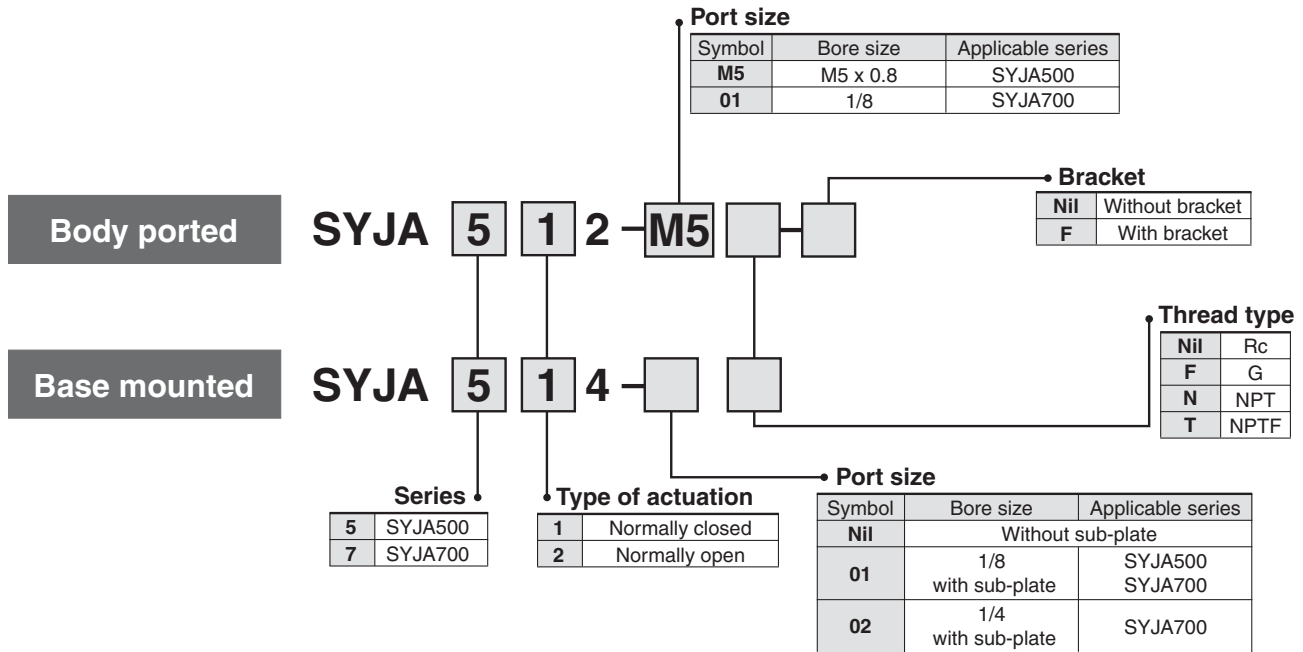 Port size
Symbol Bore size Applicable series
M5 M5 x 0.8 SYJA500
01 1/8 SYJA700
Bracket
Nil Without bracket
F With bracket
Body ported SYJA 5 1 2 – M5 –
Thread type
Nil Rc
F G
N NPT
T NPTF
Base mounted SYJA 5 1 4 –
Series
5 SYJA500
7 SYJA700
Type of actuation
1 Normally closed
2 Normally open
Port size
Symbol Bore size Applicable series
Nil Without sub-plate
01 1/8 with sub-plate SYJA500 SYJA700
02 1/4 with sub-plate SYJA700